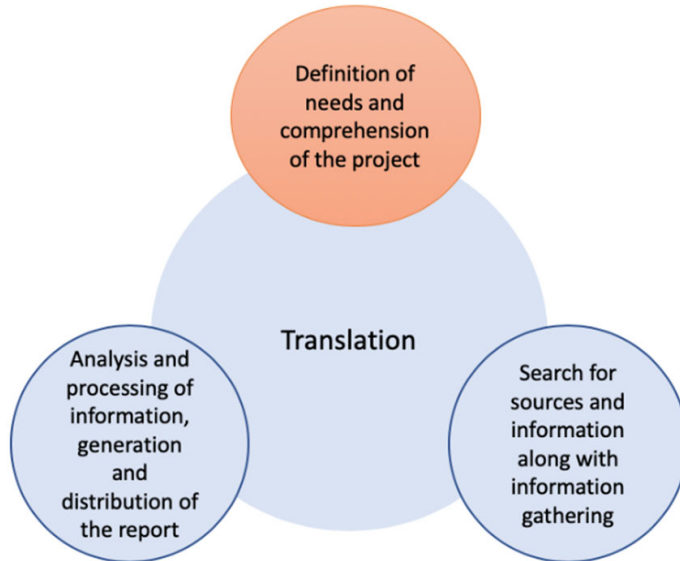 Definition of
needs and
comprehension
of the project
Translation
Analysis and
processing of
information,
generation
and
distribution of
the report
Search for
sources and
information
along with
information
gathering